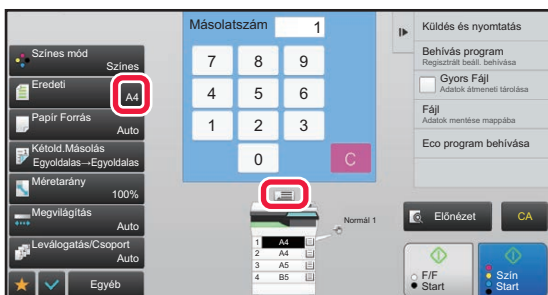 Másolatszám 1
Színes mód
Színes
Eredeti
A4
Papír Forrás
Auto
Kétold.Másolás
Egyoldalas→Egyoldalas
Méretarány
100%
Megvilágítás
Auto
Leválogatás/Csoport
Auto
Egyéb
7 8 9
4 5 6
1 2 3
0 C
Normál 1
1 A4
2 A4
3 A5
4 B5
Küldés és nyomtatás
Behívás program
Regisztrált beáll. behívása
Gyors Fájl
Adatok átmeneti tárolása
Fájl
Adatok mentése mappába
Eco program behívása
Előnézet CA
F/F
Start
Szín
Start